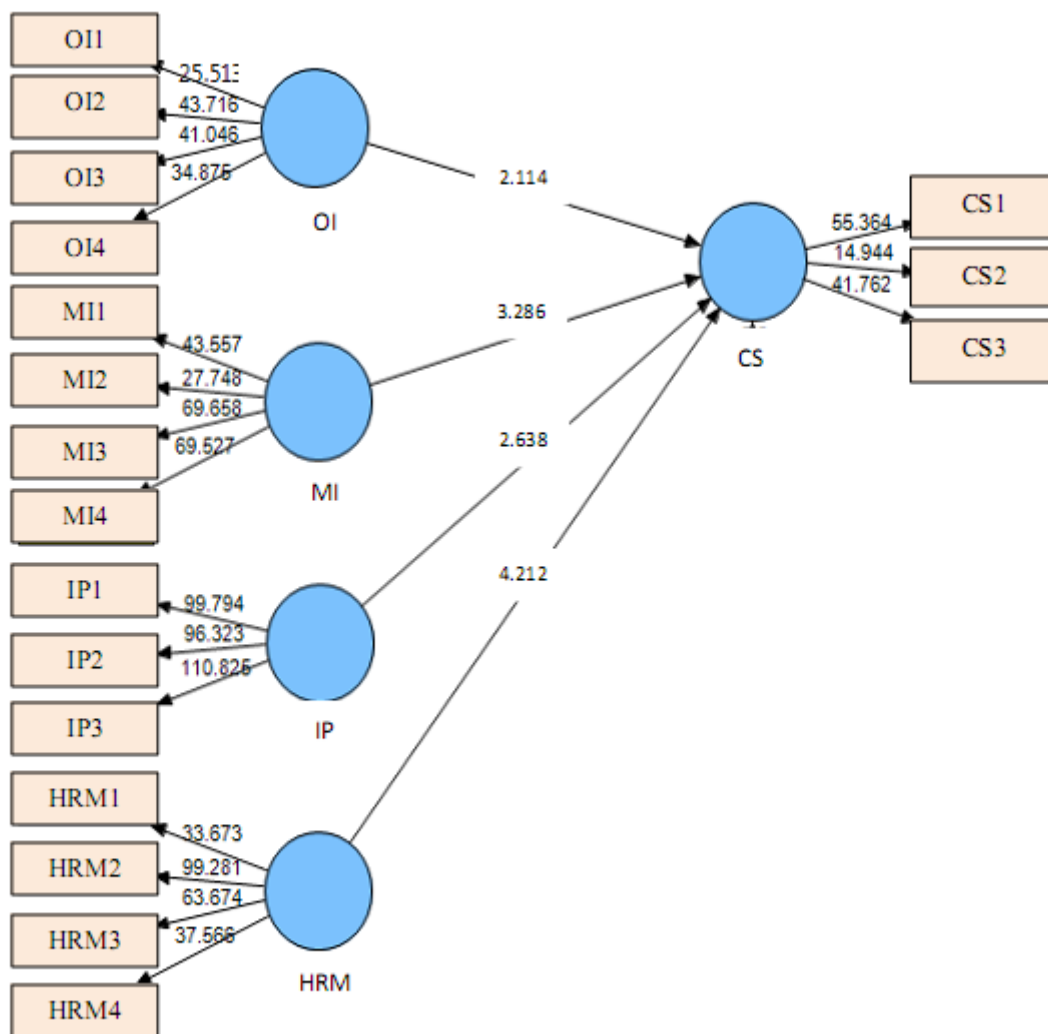 OI1
25.513
OI2
43.716
41.046
OI3
34.875
OI4
OI
2.114
MI1
43.557
MI2
27.748
69.658
MI3
69.527
MI4
MI
3.286
IP1
99.794
IP2
96.323
110.825
IP3
IP
2.638
HRM1
33.673
HRM2
99.281
63.674
HRM3
37.566
HRM4
HRM
4.212
CS
55.364
CS1
14.944
CS2
41.762
CS3